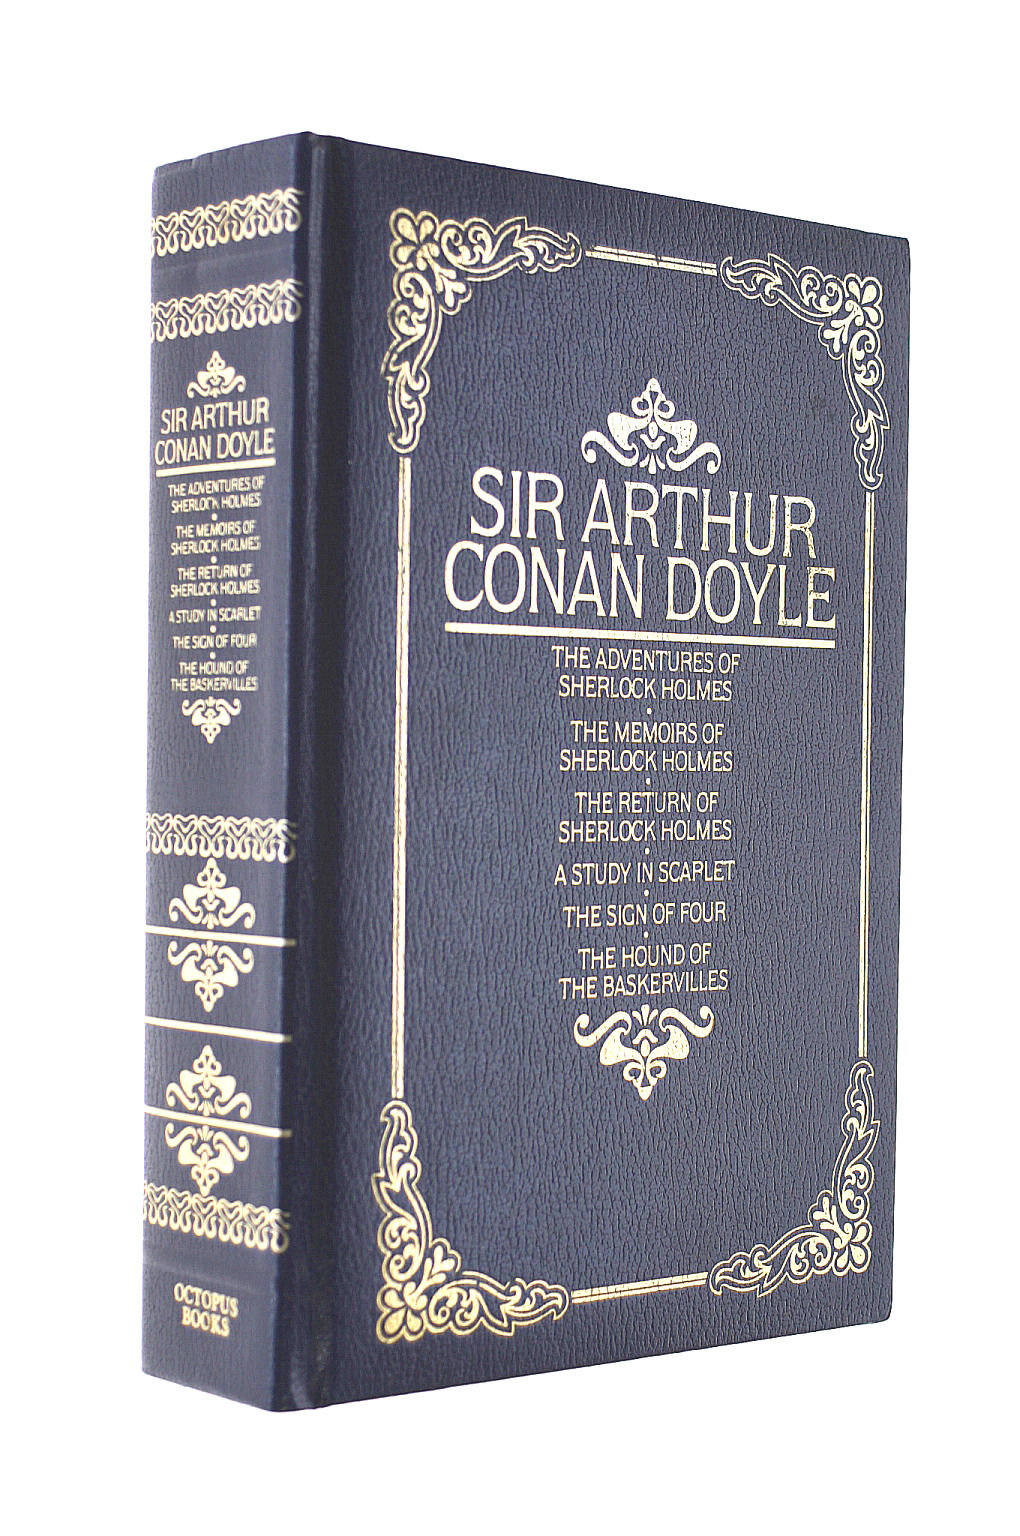 SIR ARTHUR
CONAN DOYLE
THE ADVENTURES OF
SHERLOCK HOLMES
THE MEMOIRS OF
SHERLOCK HOLMES
THE RETURN OF
SHERLOCK HOLMES
A STUDY IN SCARLET
THE SIGN OF FOUR
THE HOUND OF
THE BASKERVILLES
OCTOPUS
BOOKS
SIR ARTHUR
CONAN DOYLE
THE ADVENTURES OF
SHERLOCK HOLMES
•
THE MEMOIRS OF
SHERLOCK HOLMES
•
THE RETURN OF
SHERLOCK HOLMES
•
A STUDY IN SCARLET
•
THE SIGN OF FOUR
•
THE HOUND OF
THE BASKERVILLES